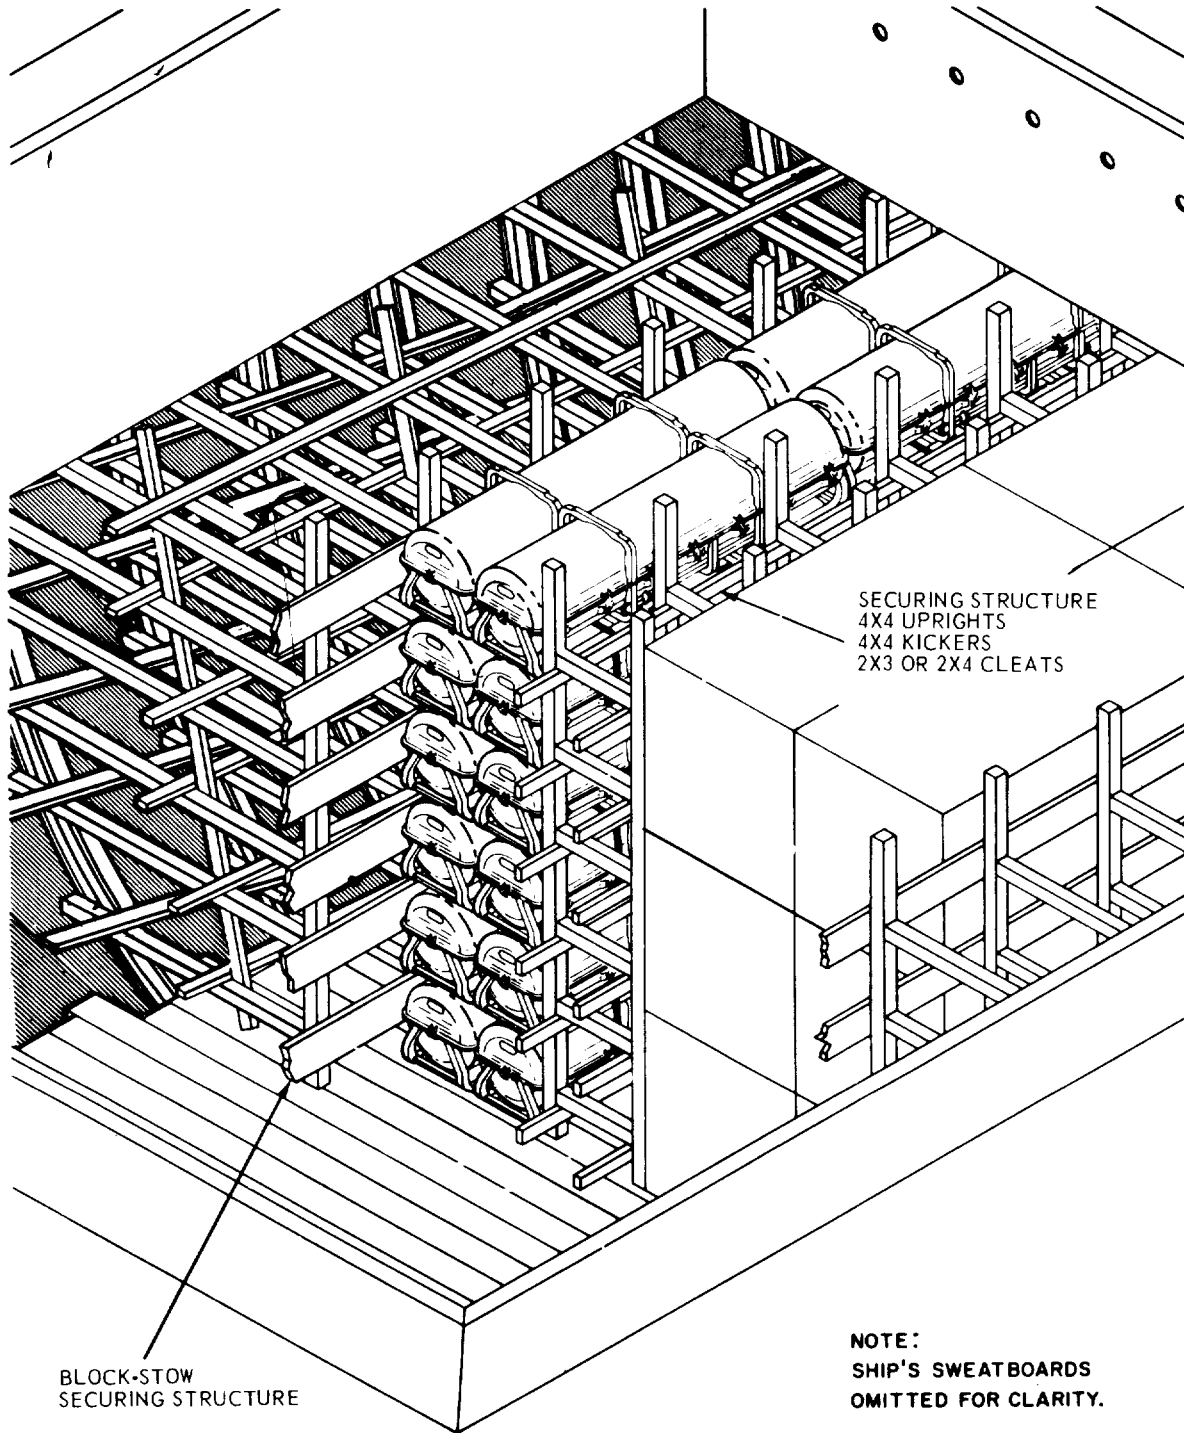 SECURING STRUCTURE
4X4 UPRIGHTS
4X4 KICKERS
2X3 OR 2X4 CLEATS
BLOCK-STOW
SECURING STRUCTURE
NOTE:
SHIP'S SWEATBOARDS
OMITTED FOR CLARITY.